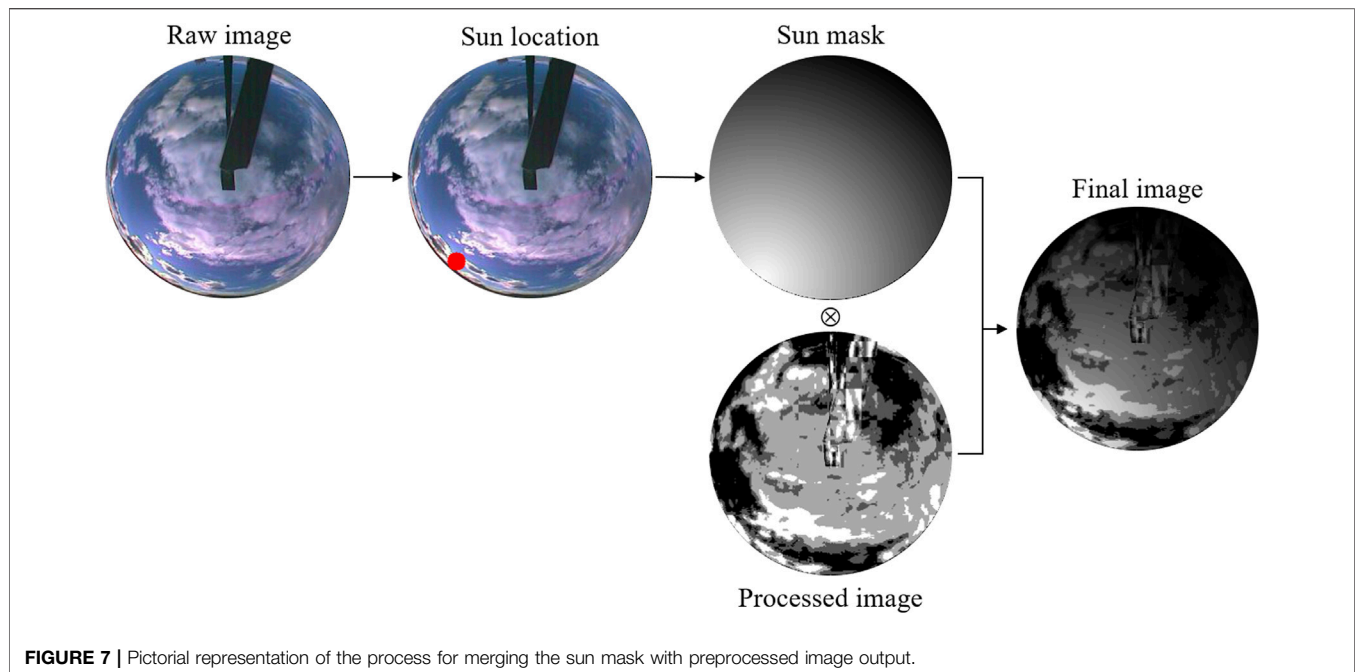 Raw image
Sun location
Sun mask
Final image
⊗
Processed image
FIGURE 7 | Pictorial representation of the process for merging the sun mask with preprocessed image output.